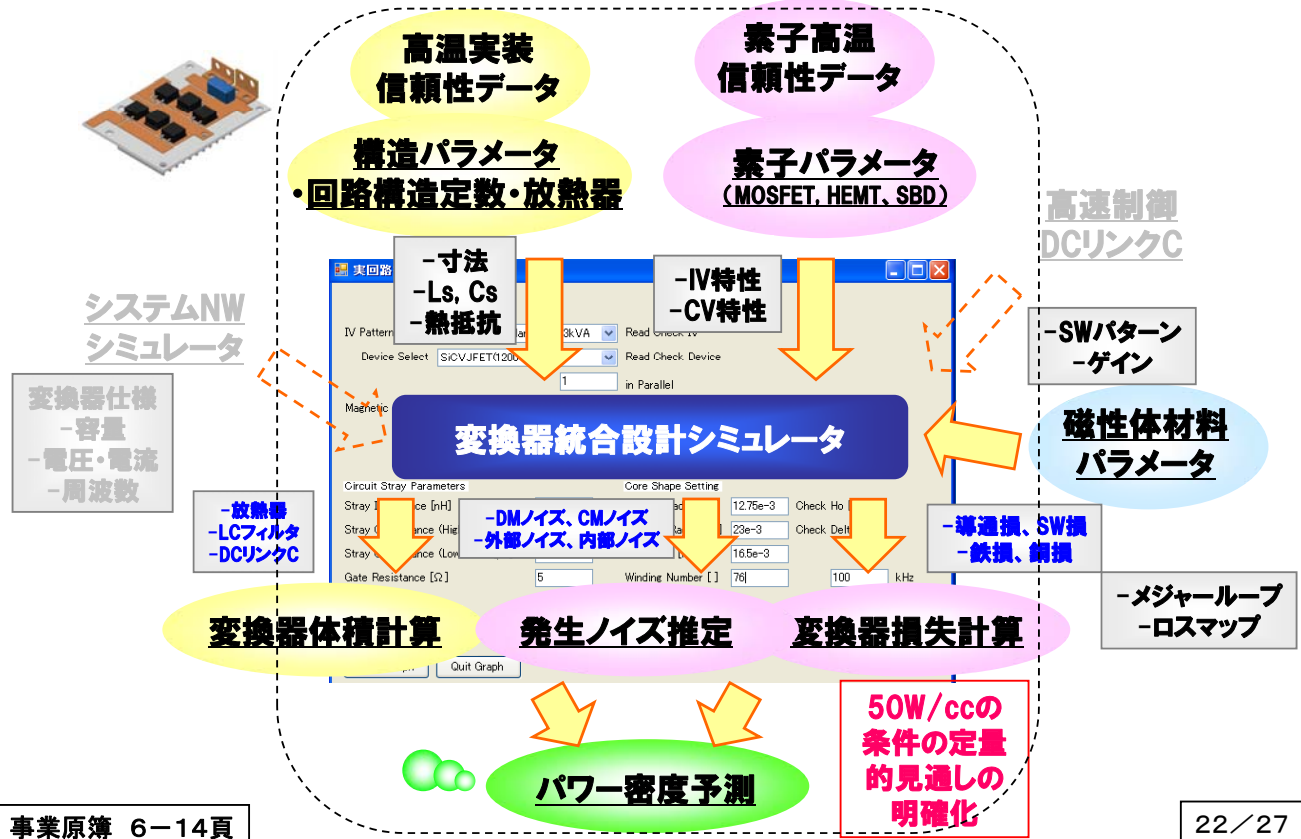 高温実装
信頼性データ
素子高温
信頼性データ
構造パラメータ
・回路構造定数・放熱器
素子パラメータ
（MOSFET, HEMT、SBD）
高速制御
DCリンクC
-寸法
-Ls, Cs
-熱抵抗
-IV特性
-CV特性
システムNW
シミュレータ
変換器仕様
-容量
-電圧・電流
-周波数
-SWパターン
-ゲイン
磁性体材料
パラメータ
実回路
IV Pattern
3kVA
Read Check IV
Device Select
SiCVJFET(1200
Read Check Device
1
in Parallel
Magnetic
変換器統合設計シミュレータ
Circuit Stray Parameters
Core Shape Setting
12.75e-3
Check Ho
23e-3
Check Delt
16.5e-3
Gate Resistance [Ω]
5
Winding Number [ ]
76
100
kHz
-放熱器
-LCフィルタ
-DCリンクC
-DMノイズ、CMノイズ
-外部ノイズ、内部ノイズ
-導通損、SW損
-鉄損、銅損
-メジャーループ
-ロスマップ
変換器体積計算
発生ノイズ推定
変換器損失計算
Quit Graph
50W/ccの
条件の定量
的見通しの
明確化
パワー密度予測
事業原簿 6－14頁
22／27